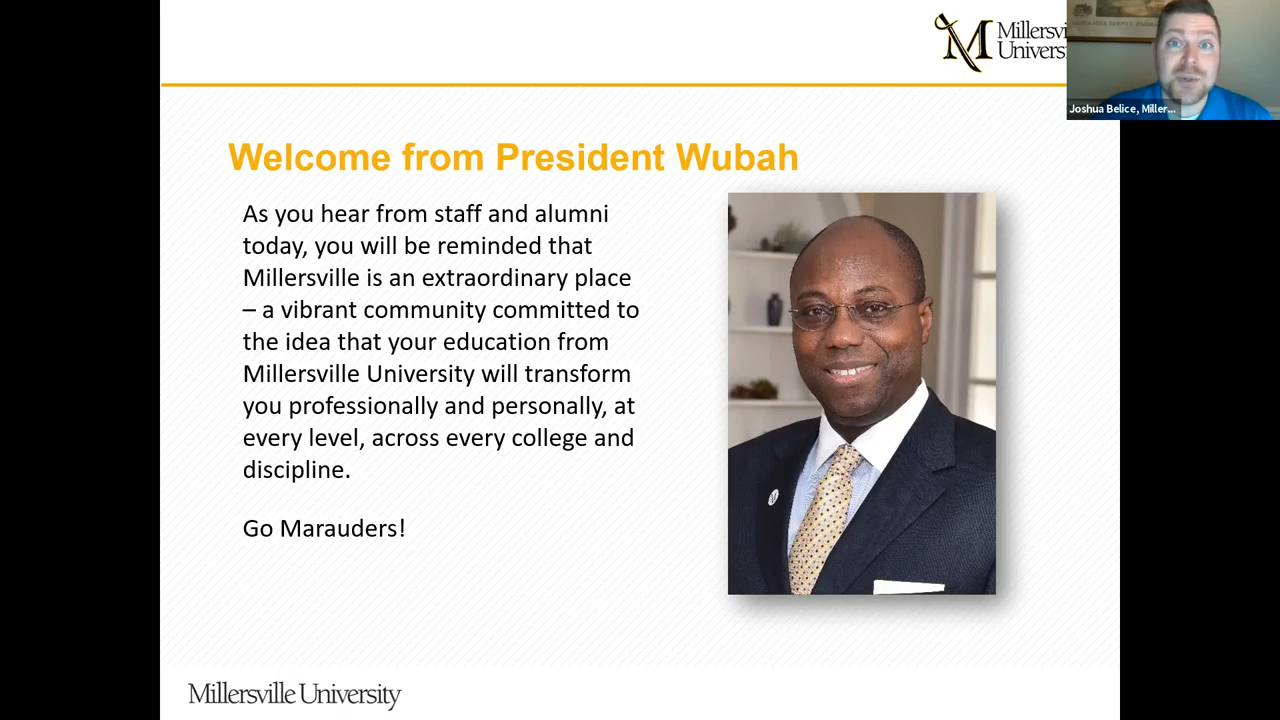 Millersvi
Universi
Joshua Belice, Miller...
Welcome from President Wubah
As you hear from staff and alumni
today, you will be reminded that
Millersville is an extraordinary place
– a vibrant community committed to
the idea that your education from
Millersville University will transform
you professionally and personally, at
every level, across every college and
discipline.
Go Marauders!
Millersville University